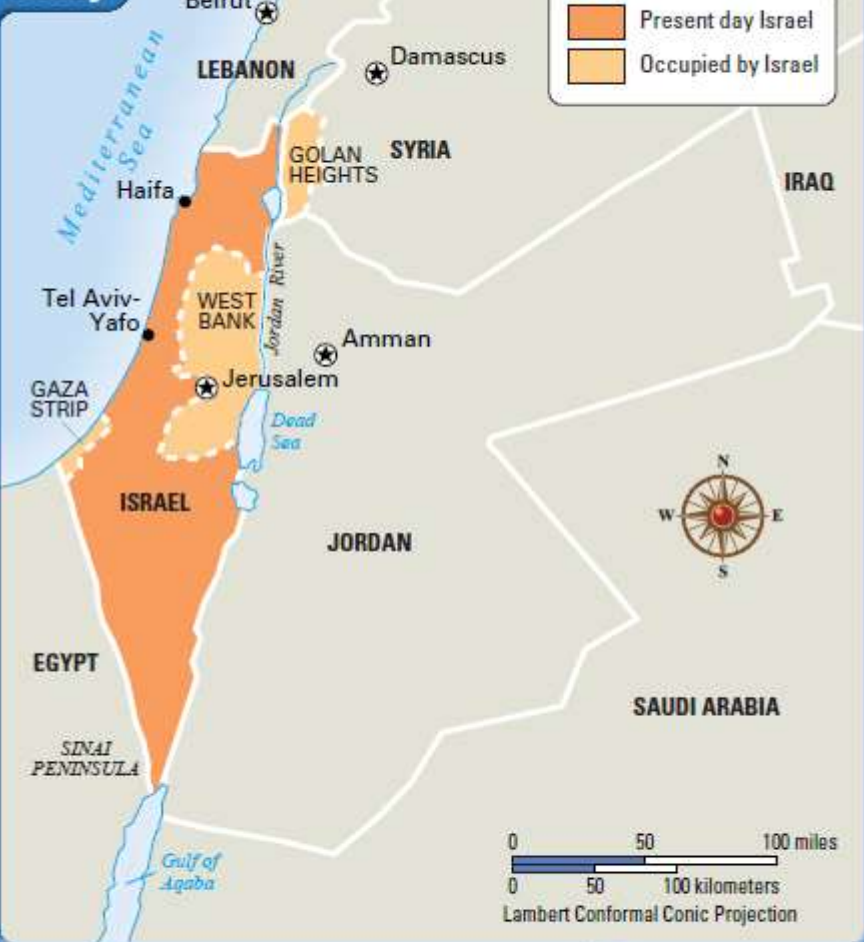 Beirut
Present day Israel
Occupied by Israel
Mediterranean
Sea
LEBANON
Damascus
GOLAN
HEIGHTS
SYRIA
IRAQ
Haifa
Jordan River
WEST
BANK
Tel Aviv-
Yafo
Amman
Jerusalem
GAZA
STRIP
Dead
Sea
ISRAEL
JORDAN
N
W
E
S
EGYPT
SAUDI ARABIA
SINAI
PENINSULA
Gulf of
Aqaba
0 50 100 miles
0 50 100 kilometers
Lambert Conformal Conic Projection